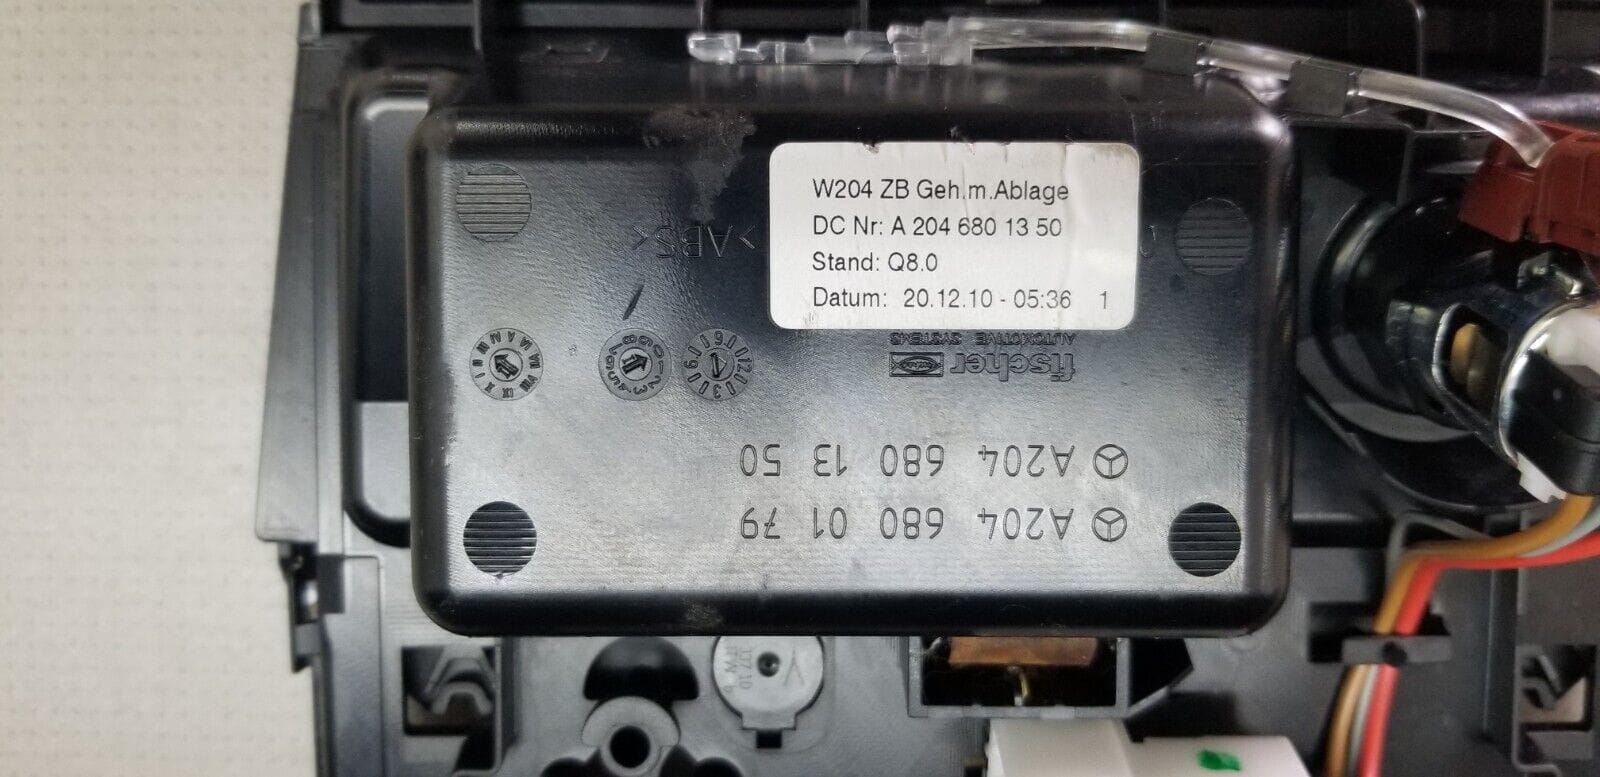 W204 ZB Geh.m.Ablage
DC Nr: A 204 680 13 50
Stand: Q8.0
Datum: 20.12.10 - 05:36 1
>ABS<
fischer
AUTOMOTIVE SYSTEMS
A204 680 13 50
A204 680 01 79